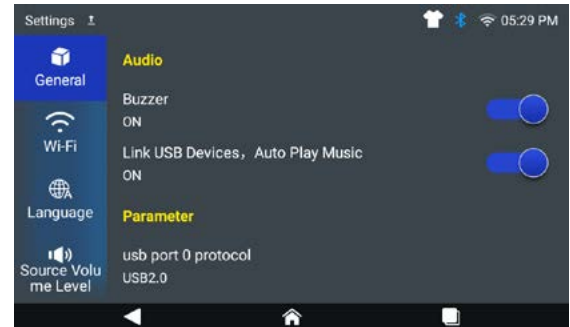 Settings
05:29 PM
General
Wi-Fi
Language
Source Volu
me Level
Audio
Buzzer
ON
Link USB Devices，Auto Play Music
ON
Parameter
usb port 0 protocol
USB2.0